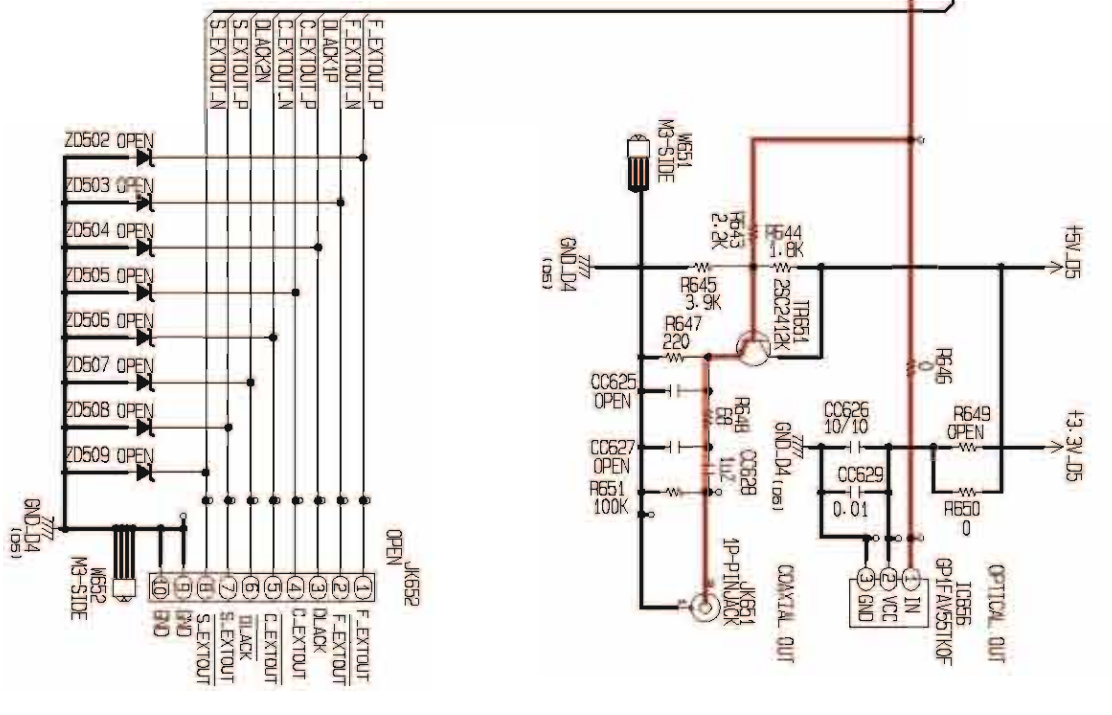 S_EXTOUT_N
S_EXTOUT_P
DLACK2N
C_EXTOUT_N
C_EXTOUT_P
DLACK1P
F_EXTOUT_N
F_EXTOUT_P
ZD502 OPEN
ZD503 OPEN
ZD504 OPEN
ZD505 OPEN
ZD506 OPEN
ZD507 OPEN
ZD508 OPEN
ZD509 OPEN
GND_D4
(D5)
W652
M3-SIDE
JK652
OPEN
10
9
8
7
6
5
4
3
2
1
GND
GND
S_EXTOUT
S_EXTOUT
DLACK
C_EXTOUT
C_EXTOUT
DLACK
F_EXTOUT
F_EXTOUT
W651
M3-SIDE
GND_D4
(D5)
R643
2.2K
R644
1.8K
R645
3.9K
TR651
2SC2412K
R647
220
CC625
OPEN
R648
68
CC627
OPEN
CC628
1uZ
R651
100K
JK651
1P-PINJACK
COAXIAL OUT
+5V_D5
R646
0
+3.3V_D5
CC626
10/10
R649
OPEN
GND_D4
(D5)
CC629
0.01
R650
0
3
2
1
GND
VCC
IN
IC656
GP1FAV55TK0F
OPTICAL OUT